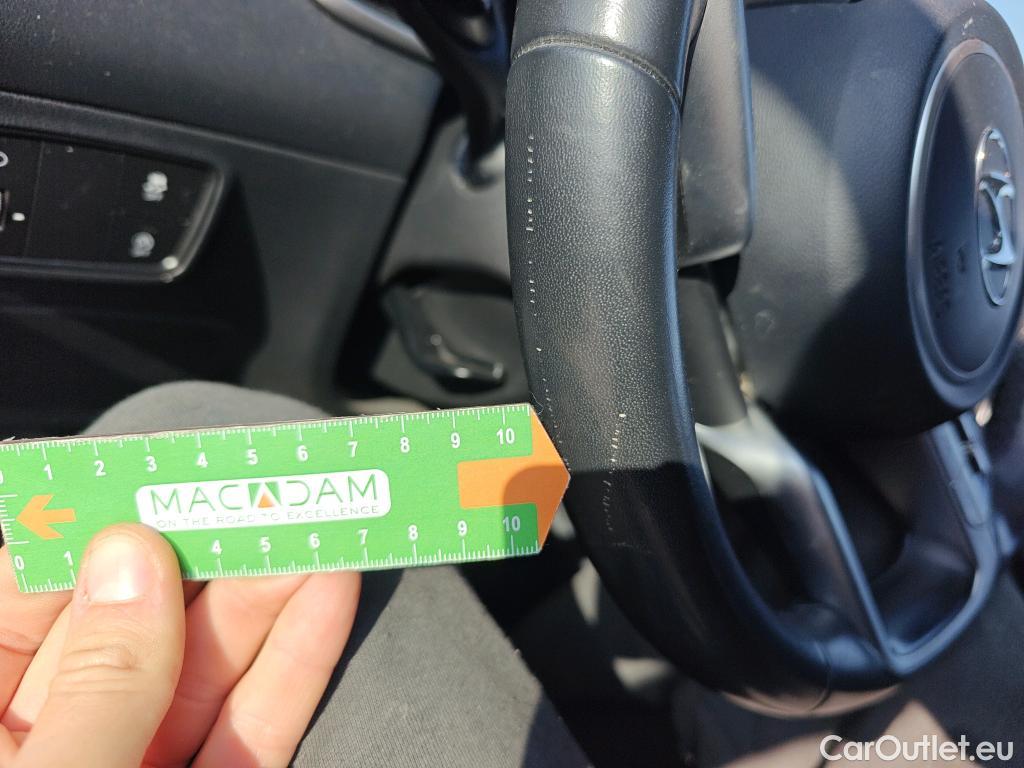 0 1 2 3 4 5 6 7 8 9 10
MACADAM
ON THE ROAD TO EXCELLENCE
0 1 4 5 6 7 8 9 10
CarOutlet.eu